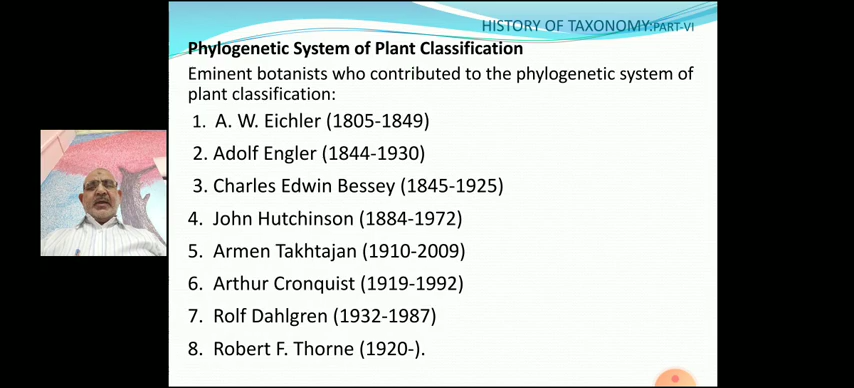 HISTORY OF TAXONOMY:PART-VI
Phylogenetic System of Plant Classification
Eminent botanists who contributed to the phylogenetic system of
plant classification:
1. A. W. Eichler (1805-1849)
2. Adolf Engler (1844-1930)
3. Charles Edwin Bessey (1845-1925)
4. John Hutchinson (1884-1972)
5. Armen Takhtajan (1910-2009)
6. Arthur Cronquist (1919-1992)
7. Rolf Dahlgren (1932-1987)
8. Robert F. Thorne (1920-).